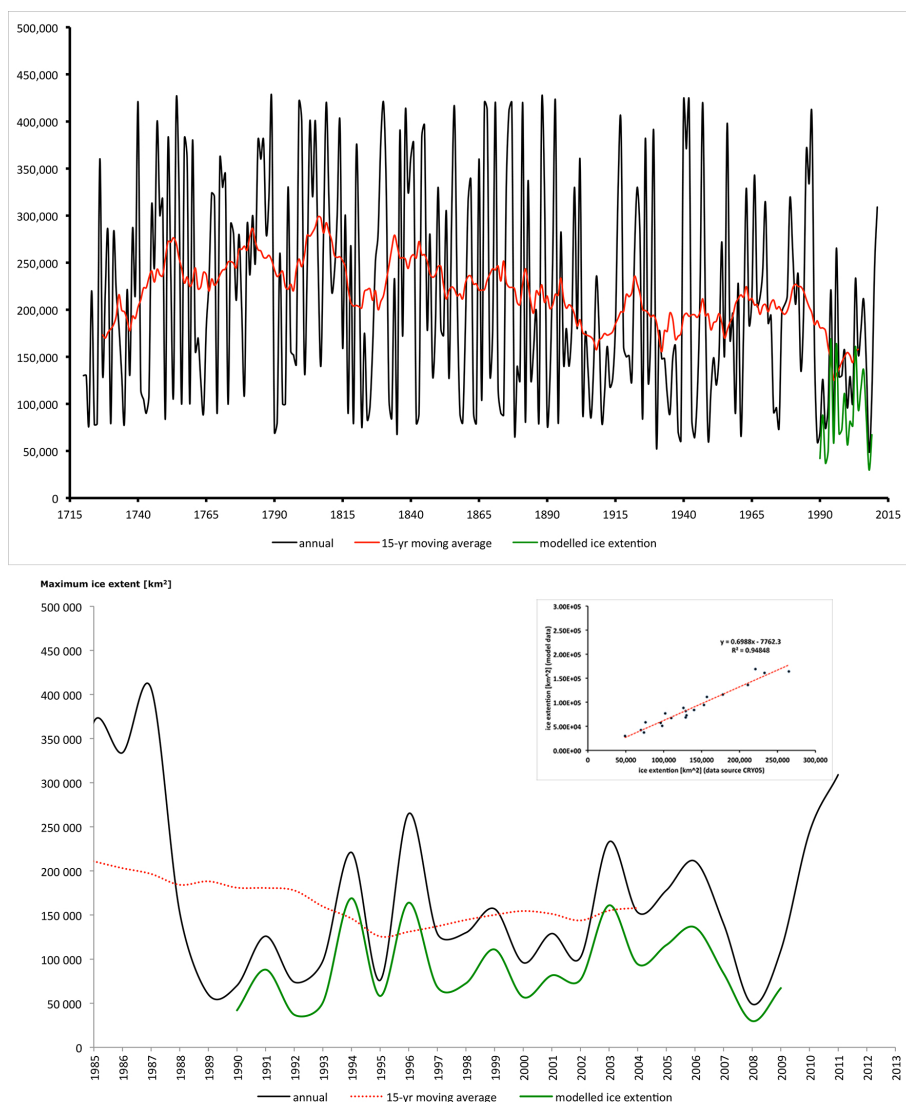 500,000
450,000
400,000
350,000
300,000
250,000
200,000
150,000
100,000
50,000
0
1715 1740 1765 1790 1815 1840 1865 1890 1915 1940 1965 1990 2015
annual 15-yr moving average modelled ice extention
Maximum ice extent [km²]
500 000
450 000
400 000
350 000
300 000
250 000
200 000
150 000
100 000
50 000
0
1985 1986 1987 1988 1989 1990 1991 1992 1993 1994 1995 1996 1997 1998 1999 2000 2001 2002 2003 2004 2005 2006 2007 2008 2009 2010 2011 2012 2013
annual 15-yr moving average modelled ice extention
ice extention [km^2] (model data)
3.00E+05
2.00E+05
1.00E+05
5.00E+04
0.00E+00
y = 0.6988x - 7762.3
R² = 0.94848
0 50,000 100,000 150,000 200,000 250,000 300,000
ice extention [km^2] (data source CRYO5)